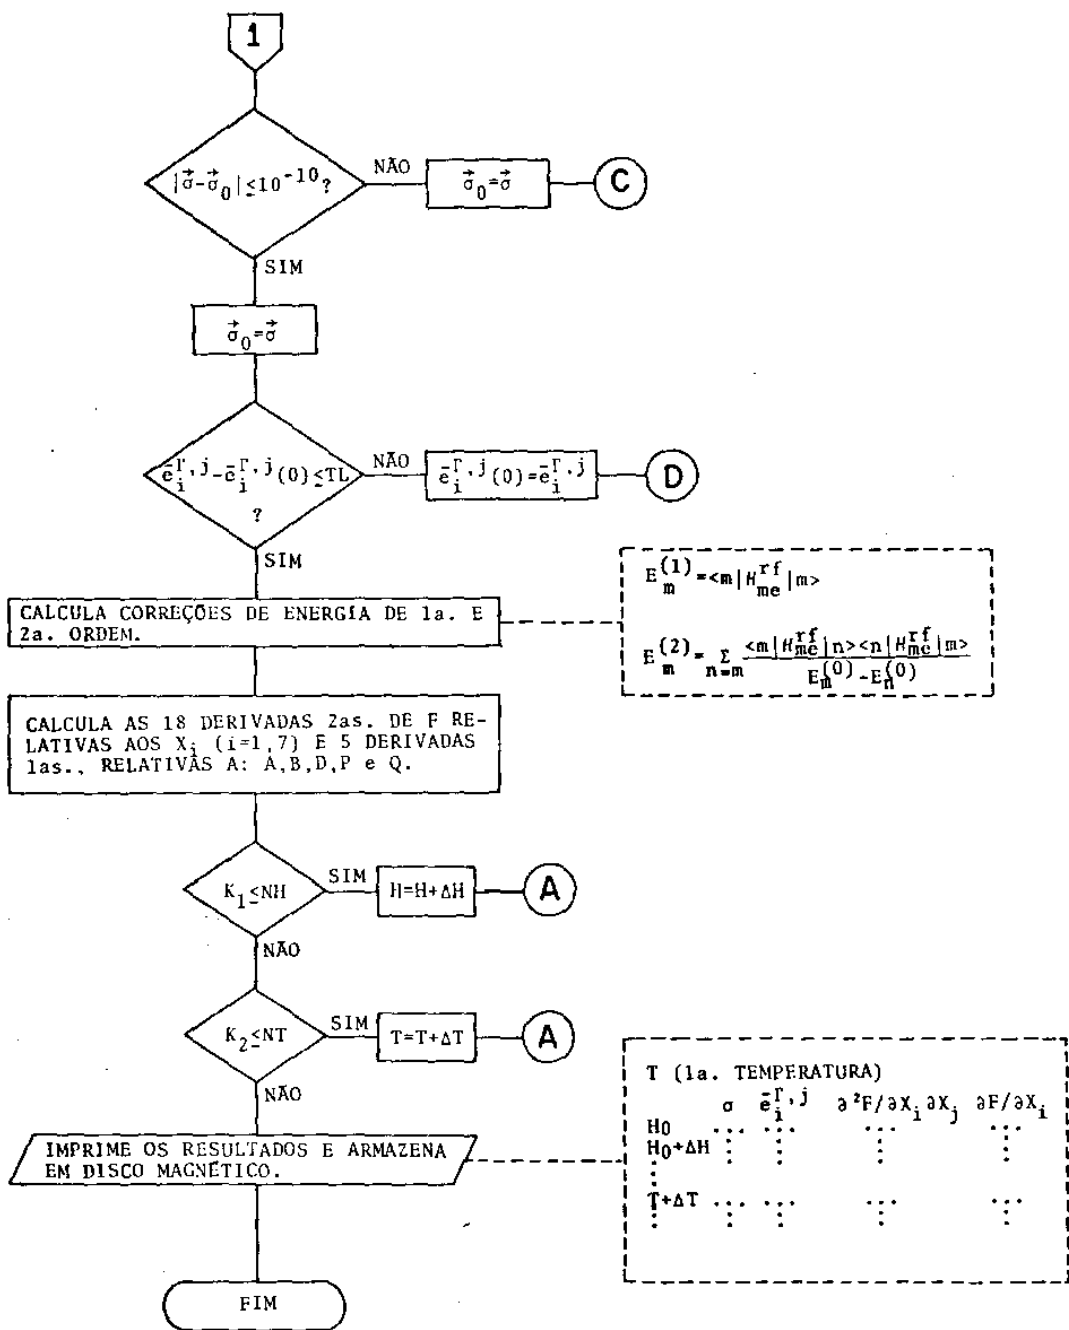 1
|σ⃗-σ⃗₀|≤10⁻¹⁰?
NÃO
σ⃗₀=σ⃗
C
SIM
σ⃗₀=σ⃗
ē_i^Γ,j-ē_i^Γ,j(0)≤TL
?
NÃO
ē_i^Γ,j(0)=ē_i^Γ,j
D
SIM
CALCULA CORREÇÕES DE ENERGIA DE 1a. E
2a. ORDEM.
E_m^(1)=<m|H_me^rf|m>
E_m^(2)=Σ_n=m <m|H_me^rf|n><n|H_me^rf|m>
E_m^(0)-E_n^(0)
CALCULA AS 18 DERIVADAS 2as. DE F RE-
LATIVAS AOS X_i (i=1,7) E 5 DERIVADAS
1as., RELATIVAS A: A,B,D,P e Q.
K₁≤NH
SIM
H=H+ΔH
A
NÃO
K₂≤NT
SIM
T=T+ΔT
A
NÃO
IMPRIME OS RESULTADOS E ARMAZENA
EM DISCO MAGNÉTICO.
T (1a. TEMPERATURA)
σ ē_i^Γ,j ∂²F/∂X_i∂X_j ∂F/∂X_i
H0 ... ... ... ...
H0+ΔH
T+ΔT ... ... ... ...
FIM